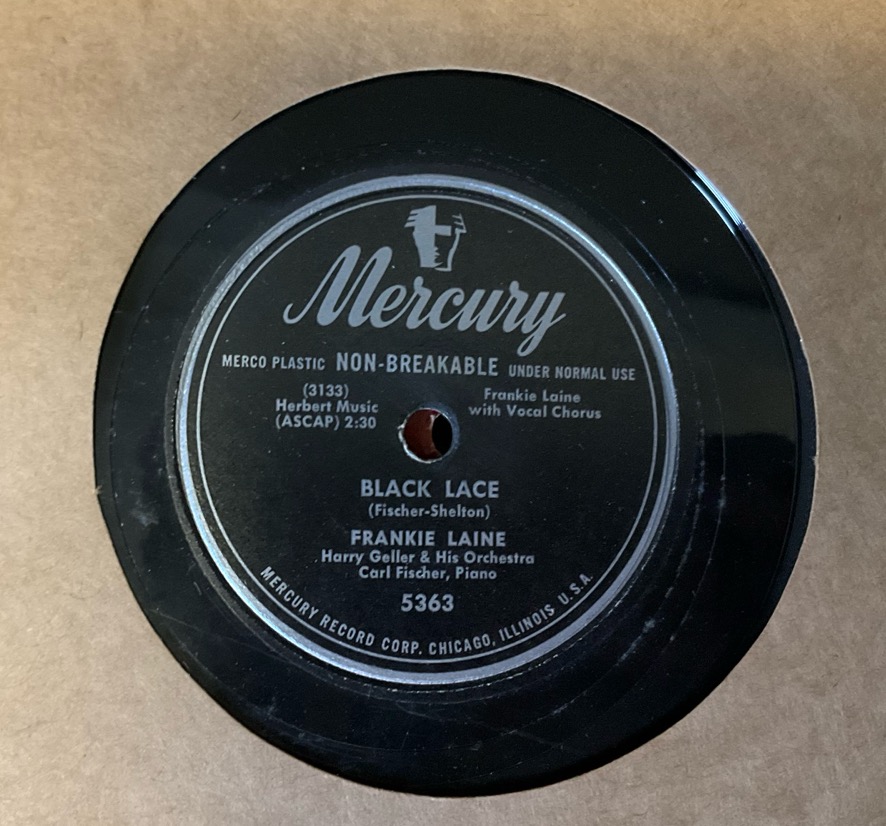 Mercury
MERCO PLASTIC NON-BREAKABLE UNDER NORMAL USE
(3133)
Herbert Music
(ASCAP) 2:30
Frankie Laine
with Vocal Chorus
BLACK LACE
(Fischer-Shelton)
FRANKIE LAINE
Harry Geller & His Orchestra
Carl Fischer, Piano
5363
MERCURY RECORD CORP. CHICAGO, ILLINOIS U.S.A.